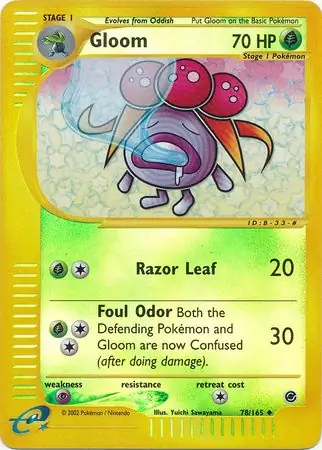 STAGE 1 Evolves from Oddish Put Gloom on the Basic Pokémon
Gloom 70 HP
Stage 1 Pokémon
ID:B-33-#
Razor Leaf 20
Foul Odor Both the
Defending Pokémon and
Gloom are now Confused
(after doing damage).
30
weakness resistance retreat cost
e
© 2002 Pokémon / Nintendo Illus. Yuichi Sawayama 78/165 ◆